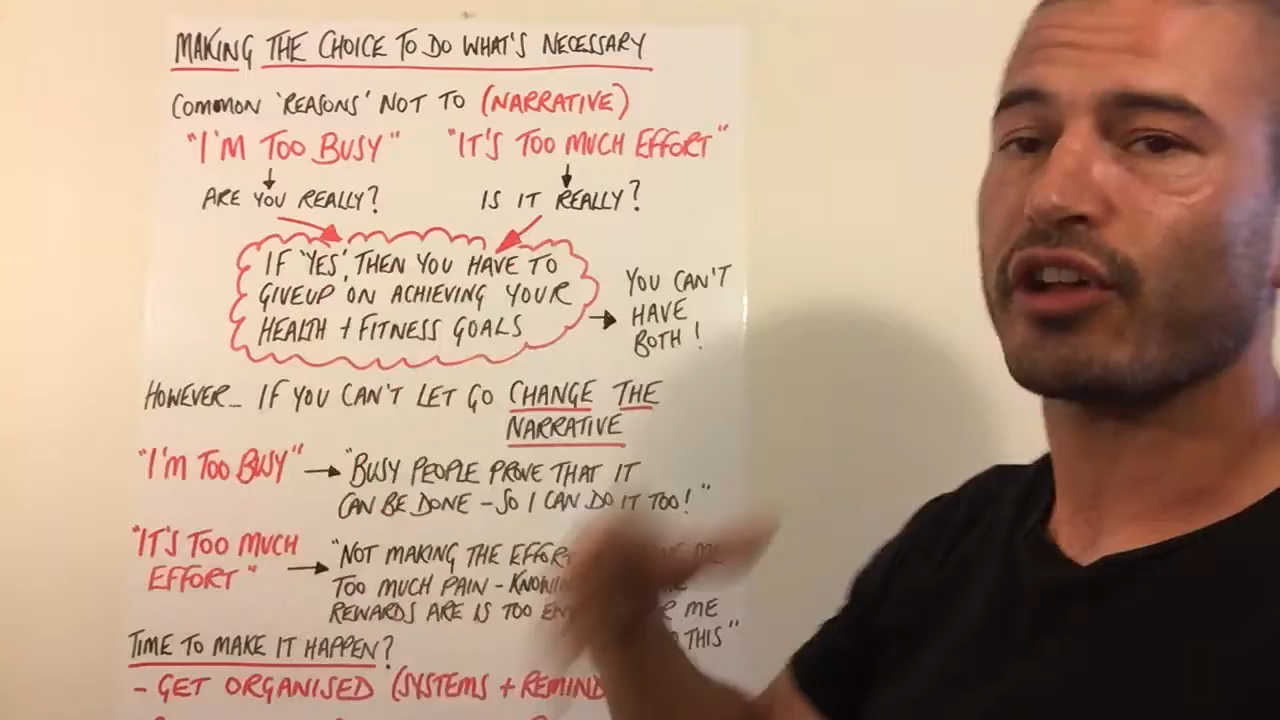 MAKING THE CHOICE TO DO WHAT'S NECESSARY
COMMON 'REASONS' NOT TO (NARRATIVE)
"I'M TOO BUSY" "IT'S TOO MUCH EFFORT"
ARE YOU REALLY? IS IT REALLY?
IF 'YES', THEN YOU HAVE TO
GIVEUP ON ACHIEVING YOUR
HEALTH + FITNESS GOALS
YOU CAN'T
HAVE
BOTH!
HOWEVER... IF YOU CAN'T LET GO CHANGE THE
NARRATIVE
"I'M TOO BUSY" → "BUSY PEOPLE PROVE THAT IT
CAN BE DONE - SO I CAN DO IT TOO!"
"IT'S TOO MUCH
EFFORT" →
"NOT MAKING THE ME
TOO MUCH PAIN -
REWARDS ARE IS TOO ME
THIS"
TIME TO MAKE IT HAPPEN?
- GET ORGANISED (SYSTEMS +